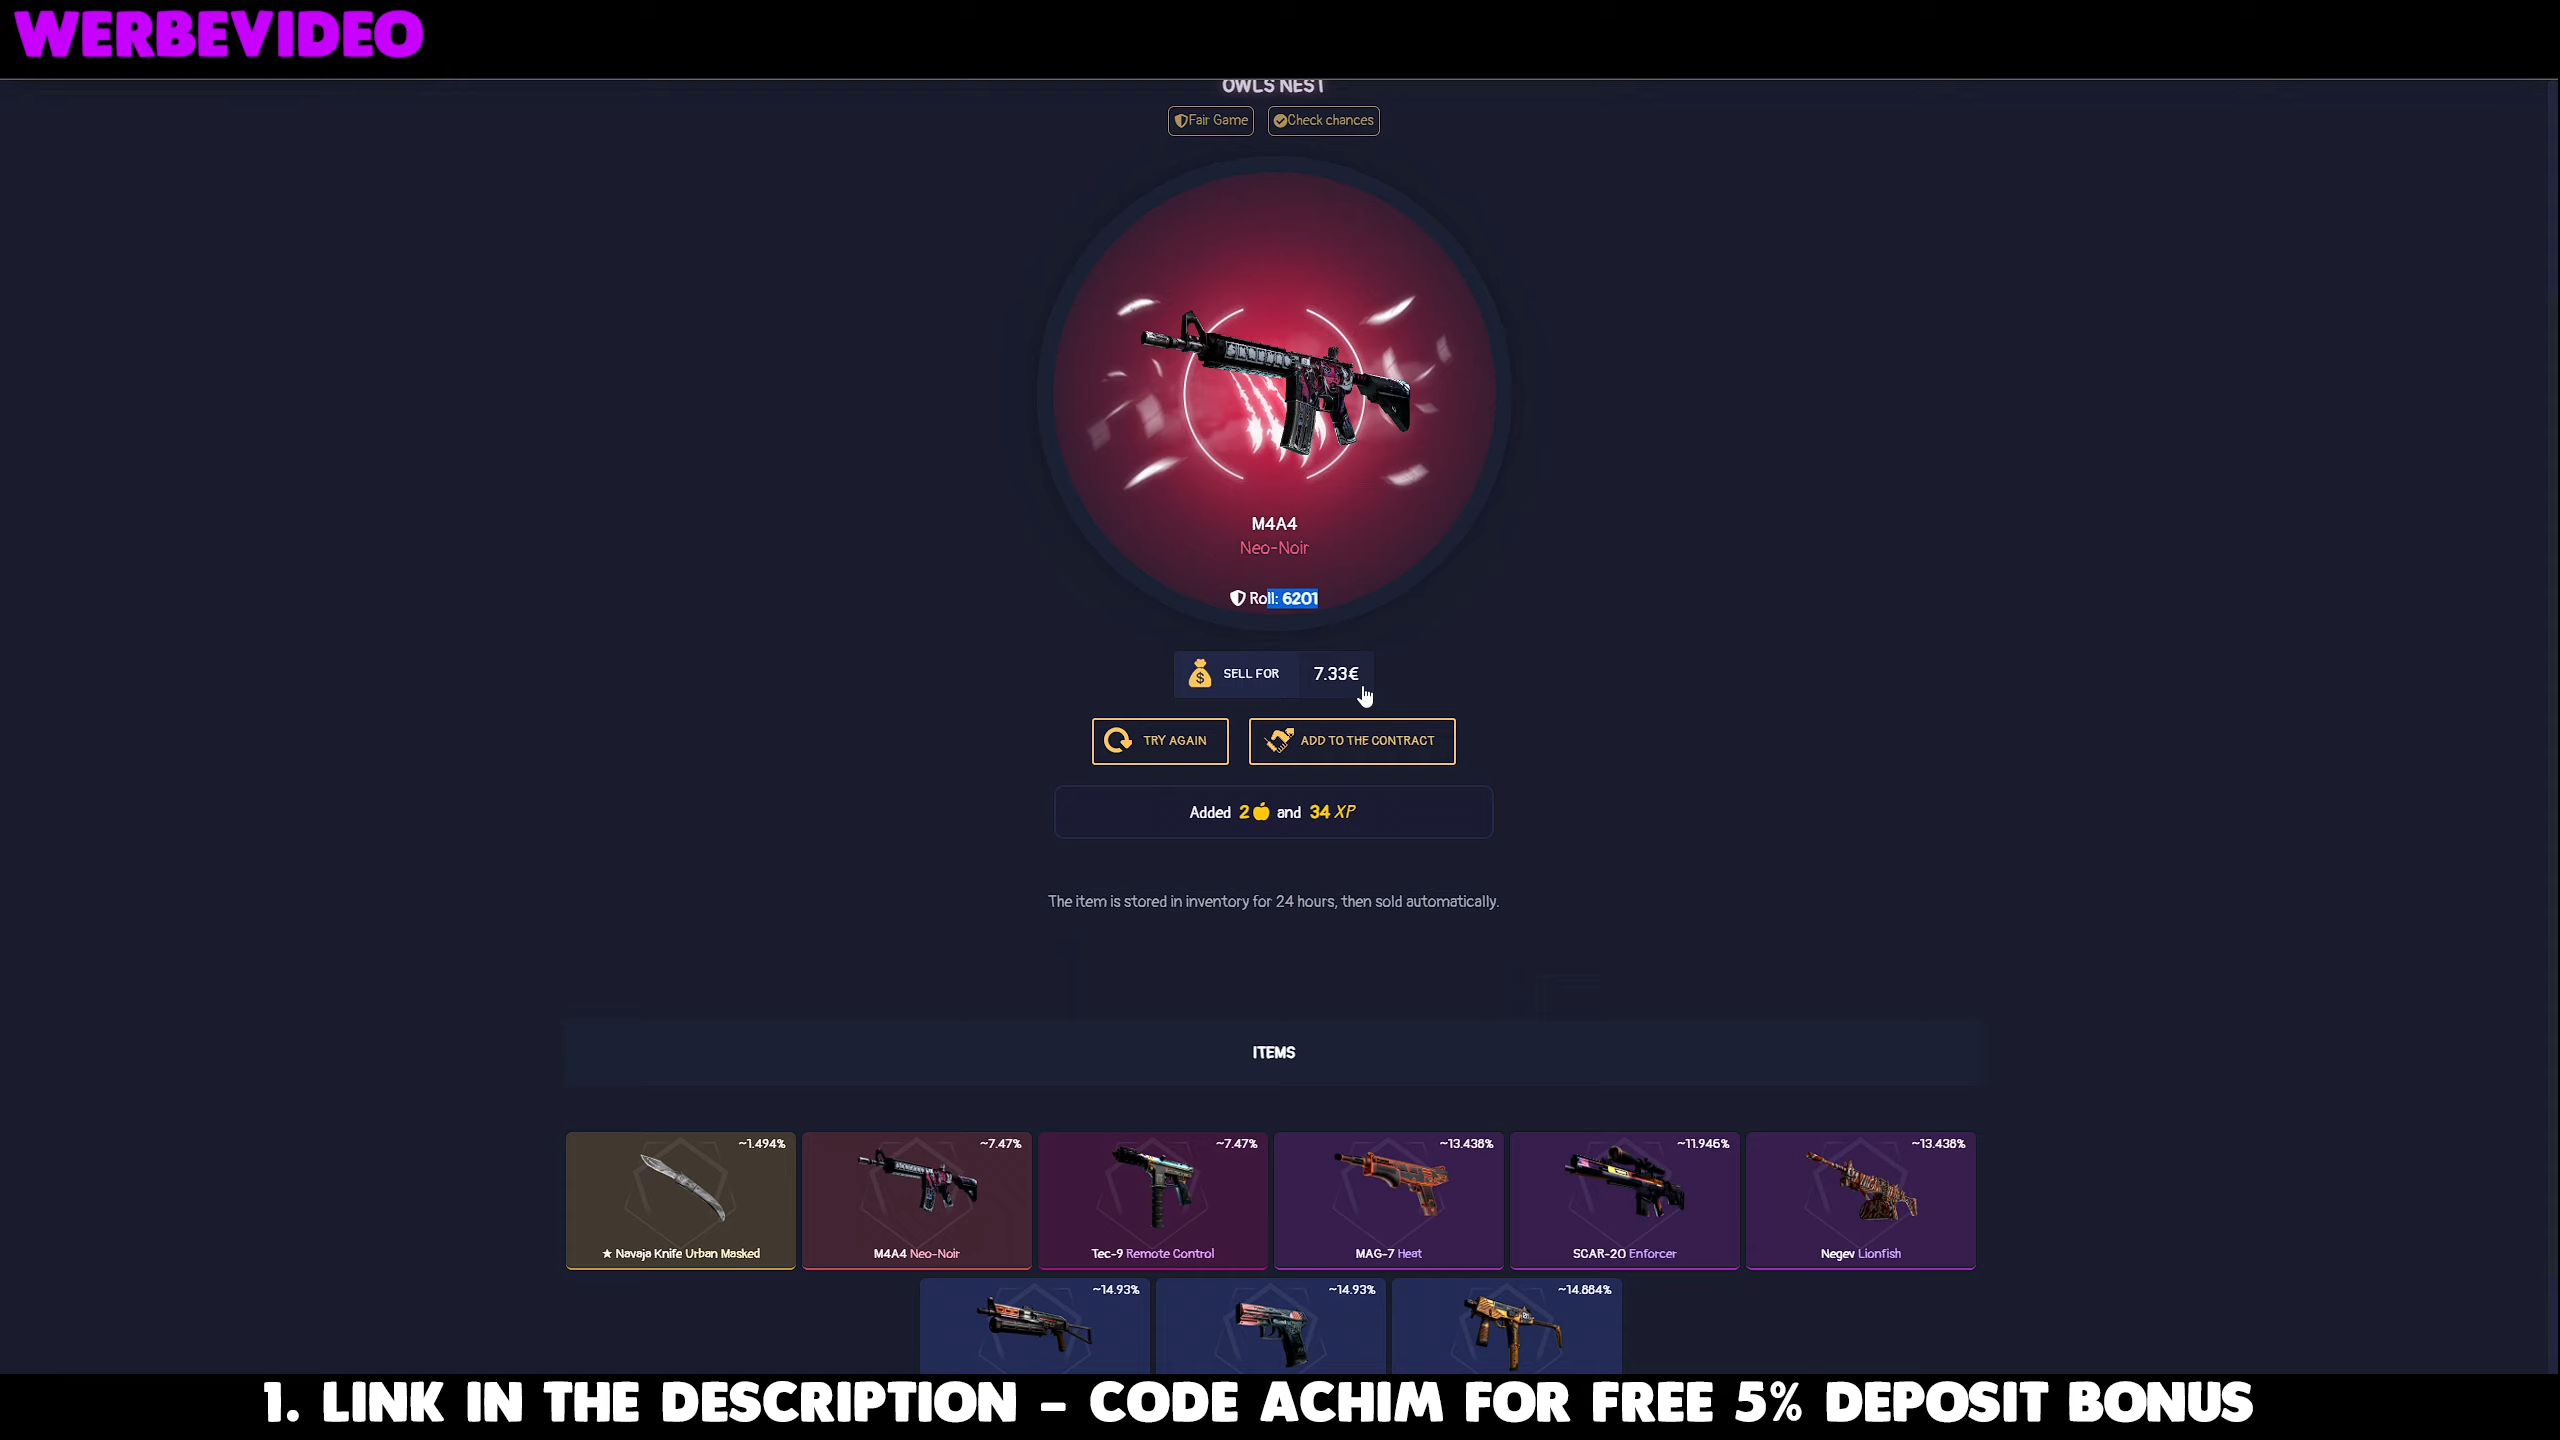 WERBEVIDEO
OWLS NEST
Fair Game
Check chances
M4A4
Neo-Noir
Roll: 6201
SELL FOR 7.33€
TRY AGAIN
ADD TO THE CONTRACT
Added 2 and 34 XP
The item is stored in inventory for 24 hours, then sold automatically.
ITEMS
~1.494%
~7.47%
~7.47%
~13.438%
~11.946%
~13.438%
★ Navaja Knife Urban Masked
M4A4 Neo-Noir
Tec-9 Remote Control
MAG-7 Heat
SCAR-20 Enforcer
Negev Lionfish
~14.93%
~14.93%
~14.884%
1. LINK IN THE DESCRIPTION - CODE ACHIM FOR FREE 5% DEPOSIT BONUS